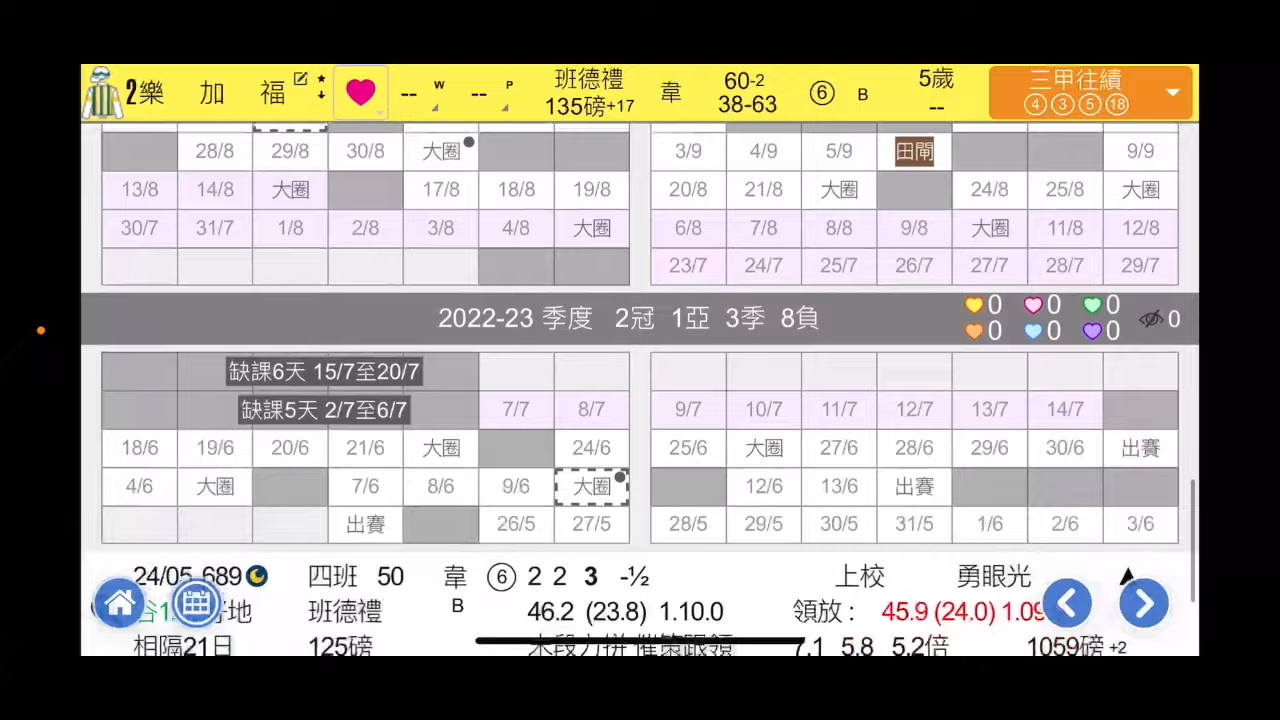 2樂 加 福 -- W -- P 班德禮 韋 60-2 ⑥ B 5歲 三甲往績
135磅+17 38-63 -- ④③⑤⑱
28/8 29/8 30/8 大圈 3/9 4/9 5/9 田閘 9/9
13/8 14/8 大圈 17/8 18/8 19/8 20/8 21/8 大圈 24/8 25/8 大圈
30/7 31/7 1/8 2/8 3/8 4/8 大圈 6/8 7/8 8/8 9/8 大圈 11/8 12/8
23/7 24/7 25/7 26/7 27/7 28/7 29/7
2022-23 季度 2冠 1亞 3季 8負 0 0 0 0
0 0 0
缺課6天 15/7至20/7
缺課5天 2/7至6/7 7/7 8/7 9/7 10/7 11/7 12/7 13/7 14/7
18/6 19/6 20/6 21/6 大圈 24/6 25/6 大圈 27/6 28/6 29/6 30/6 出賽
4/6 大圈 7/6 8/6 9/6 大圈 12/6 13/6 出賽
出賽 26/5 27/5 28/5 29/5 30/5 31/5 1/6 2/6 3/6
24/05 689 四班 50 韋 ⑥ 2 2 3 -½ 上校 勇眼光
地 班德禮 B 46.2 (23.8) 1.10.0 領放: 45.9 (24.0) 1.09
相隔21日 125磅 末段力拼 催策跟領 7.1 5.8 5.2倍 1059磅 +2